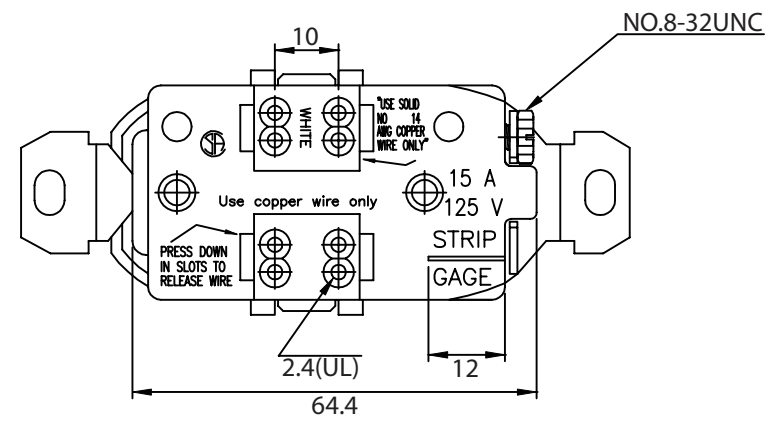 NO.8-32UNC
10
WHITE
"USE SOLID
NO 14
AWG COPPER
WIRE ONLY"
15 A
125 V
Use copper wire only
STRIP
GAGE
PRESS DOWN
IN SLOTS TO
RELEASE WIRE
2.4(UL)
12
64.4